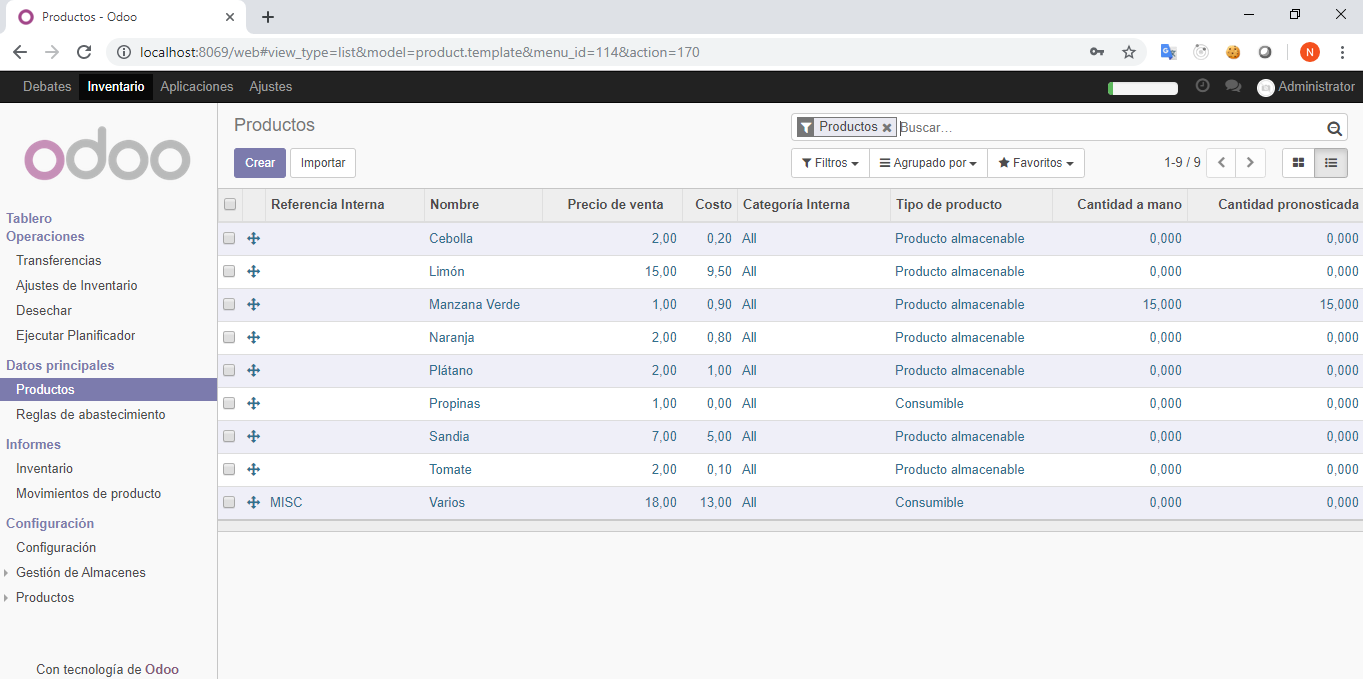 Productos - Odoo
localhost:8069/web#view_type=list&model=product.template&menu_id=114&action=170
N
Debates Inventario Aplicaciones Ajustes Administrator
odoo
Tablero
Operaciones
Transferencias
Ajustes de Inventario
Desechar
Ejecutar Planificador
Datos principales
Productos
Reglas de abastecimiento
Informes
Inventario
Movimientos de producto
Configuración
Configuración
Gestión de Almacenes
Productos
Con tecnología de Odoo
Productos
Productos Buscar...
Crear Importar
Filtros Agrupado por Favoritos 1-9 / 9
Referencia Interna Nombre Precio de venta Costo Categoría Interna Tipo de producto Cantidad a mano Cantidad pronosticada
Cebolla 2,00 0,20 All Producto almacenable 0,000 0,000
Limón 15,00 9,50 All Producto almacenable 0,000 0,000
Manzana Verde 1,00 0,90 All Producto almacenable 15,000 15,000
Naranja 2,00 0,80 All Producto almacenable 0,000 0,000
Plátano 2,00 1,00 All Producto almacenable 0,000 0,000
Propinas 1,00 0,00 All Consumible 0,000 0,000
Sandia 7,00 5,00 All Producto almacenable 0,000 0,000
Tomate 2,00 0,10 All Producto almacenable 0,000 0,000
MISC Varios 18,00 13,00 All Consumible 0,000 0,000